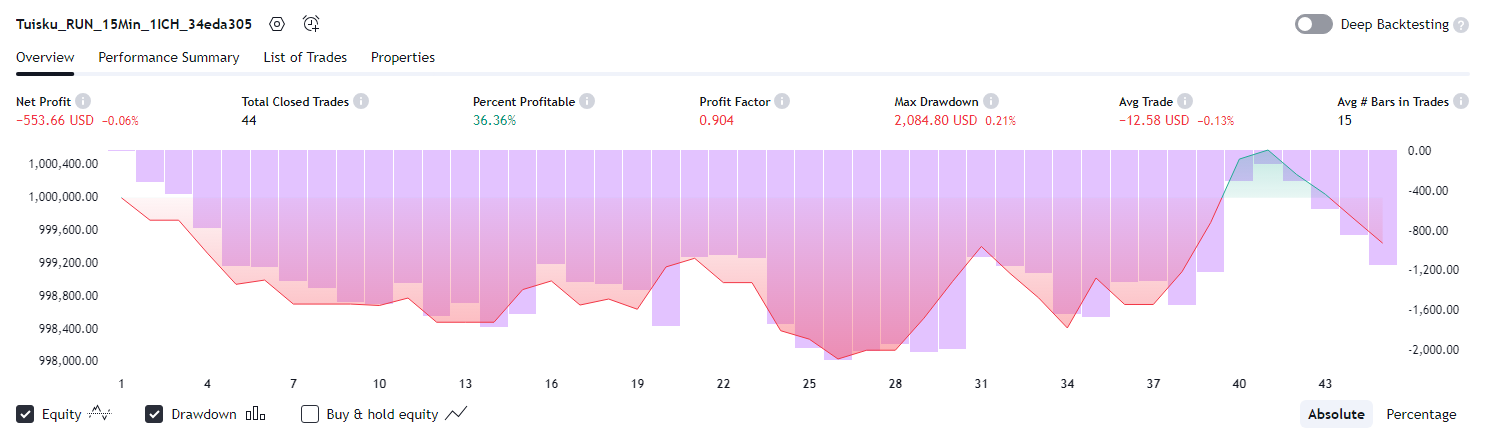 Tuisku_RUN_15Min_1ICH_34eda305
Deep Backtesting ?
Overview Performance Summary List of Trades Properties
Net Profit Total Closed Trades Percent Profitable Profit Factor Max Drawdown Avg Trade Avg # Bars in Trades
−553.66 USD −0.06% 44 36.36% 0.904 2,084.80 USD 0.21% −12.58 USD −0.13% 15
1,000,400.00
1,000,000.00
999,600.00
999,200.00
998,800.00
998,400.00
998,000.00
0.00
-400.00
-800.00
-1,200.00
-1,600.00
-2,000.00
1 4 7 10 13 16 19 22 25 28 31 34 37 40 43
Equity Drawdown Buy & hold equity Absolute Percentage